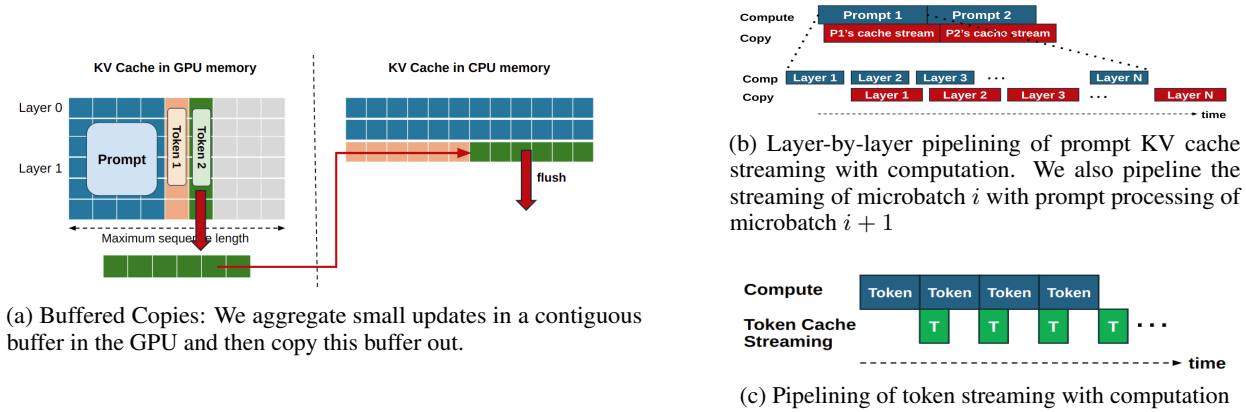 KV Cache in GPU memory
KV Cache in CPU memory
Layer 0
Layer 1
Prompt
Token 1
Token 2
flush
Maximum sequence length
(a) Buffered Copies: We aggregate small updates in a contiguous
buffer in the GPU and then copy this buffer out.
Compute Prompt 1 Prompt 2
Copy P1's cache stream P2's cache stream
Comp Layer 1 Layer 2 Layer 3 ... Layer N
Copy Layer 1 Layer 2 Layer 3 ... Layer N
time
(b) Layer-by-layer pipelining of prompt KV cache
streaming with computation. We also pipeline the
streaming of microbatch i with prompt processing of
microbatch i + 1
Compute Token Token Token Token
Token Cache
Streaming T T T T ...
time
(c) Pipelining of token streaming with computation